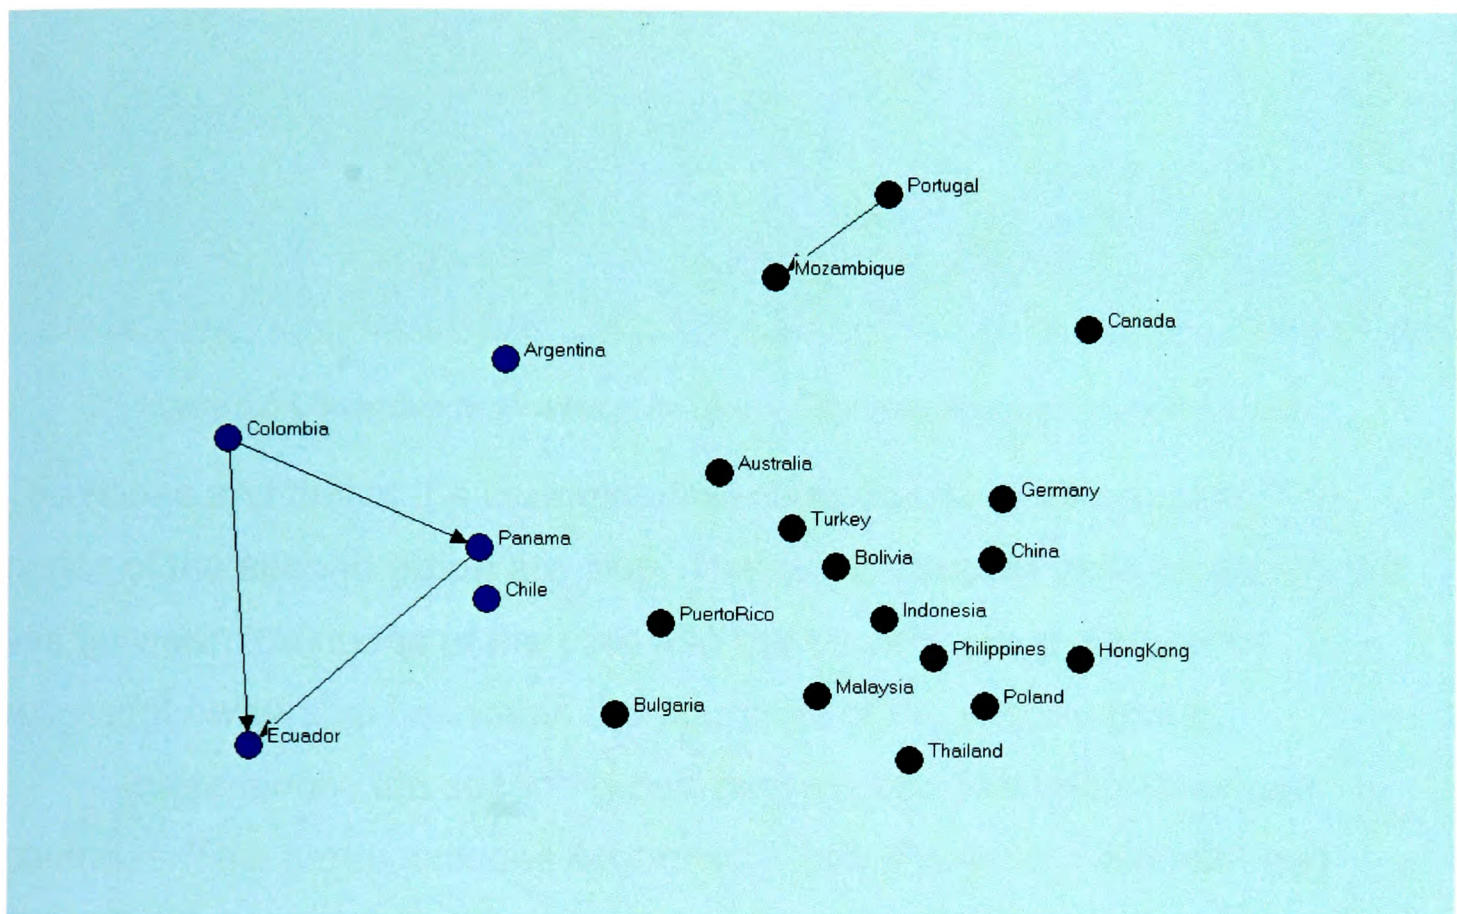 Portugal
Mozambique
Canada
Argentina
Colombia
Australia
Germany
Turkey
Panama
China
Bolivia
Chile
Indonesia
PuertoRico
Philippines
HongKong
Malaysia
Poland
Bulgaria
Ecuador
Thailand